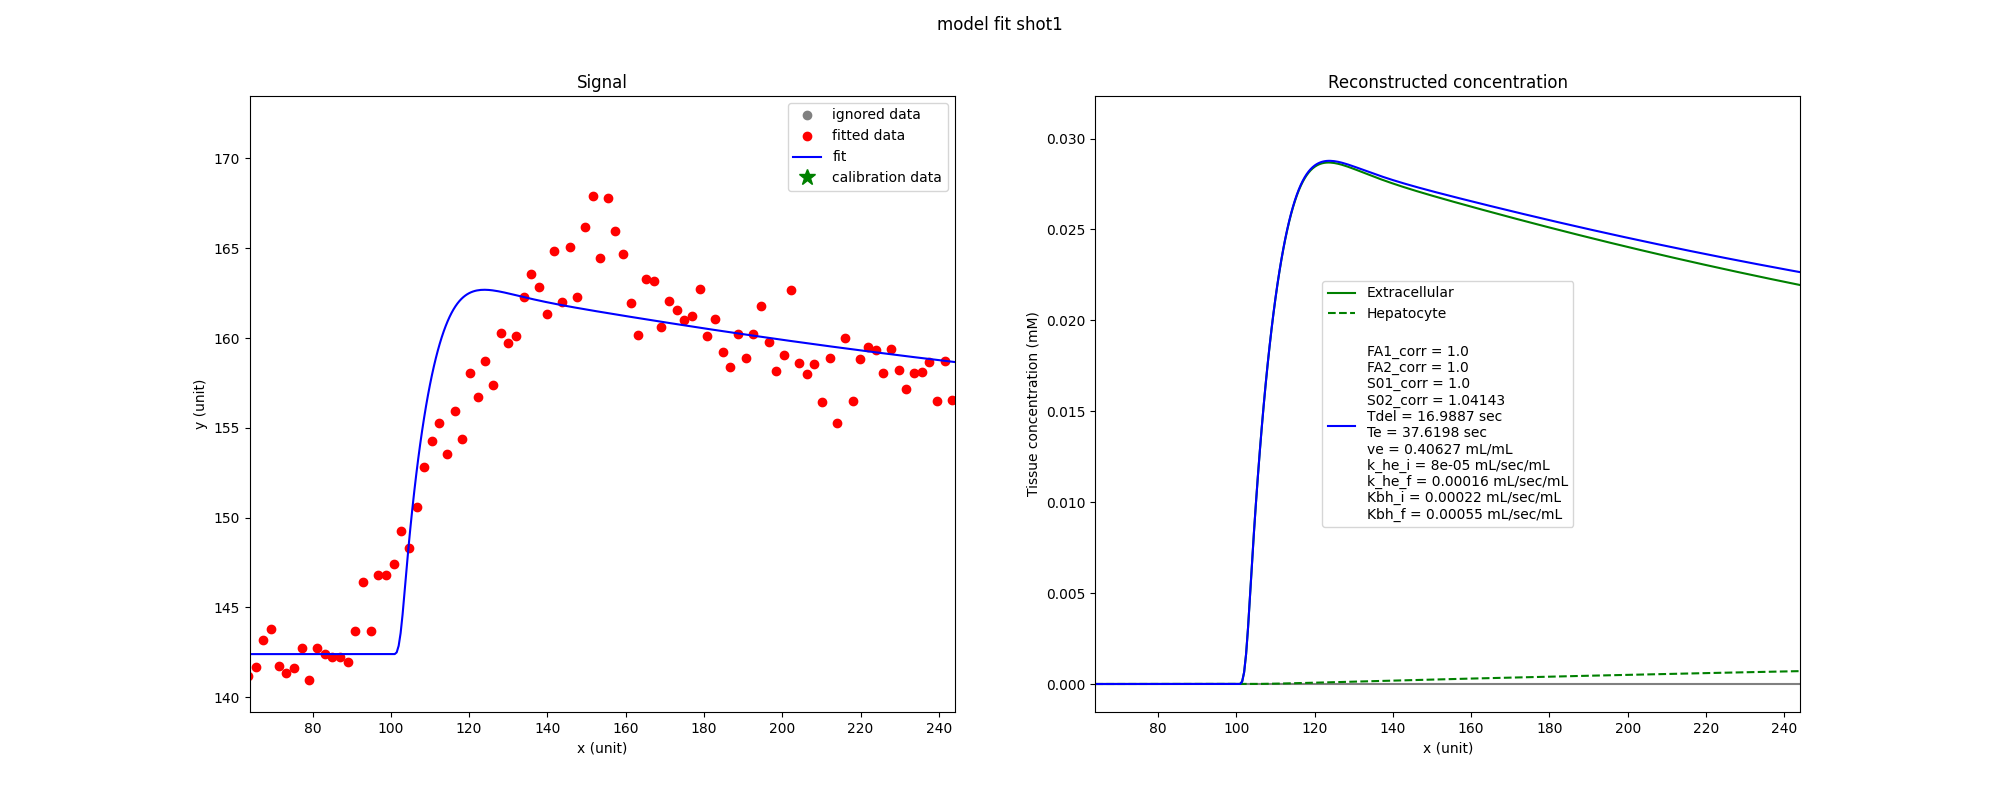 model fit shot1
Signal
y (unit)
170
165
160
155
150
145
140
80 100 120 140 160 180 200 220 240
x (unit)
ignored data
fitted data
fit
calibration data
Reconstructed concentration
Tissue concentration (mM)
0.030
0.025
0.020
0.015
0.010
0.005
0.000
80 100 120 140 160 180 200 220 240
x (unit)
Extracellular
Hepatocyte
FA1_corr = 1.0
FA2_corr = 1.0
S01_corr = 1.0
S02_corr = 1.04143
Tdel = 16.9887 sec
Te = 37.6198 sec
ve = 0.40627 mL/mL
k_he_i = 8e-05 mL/sec/mL
k_he_f = 0.00016 mL/sec/mL
Kbh_i = 0.00022 mL/sec/mL
Kbh_f = 0.00055 mL/sec/mL